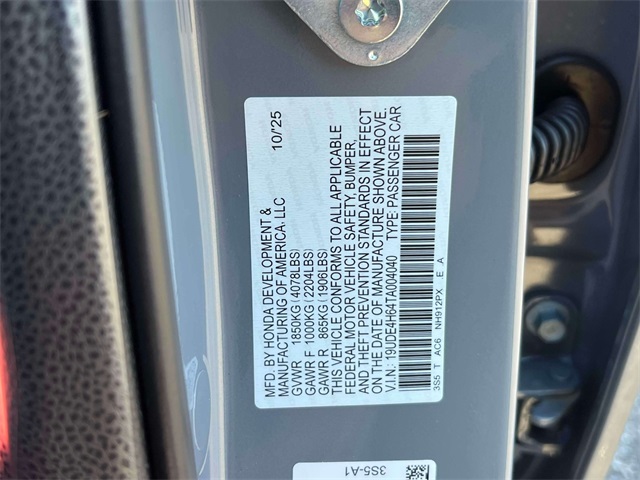 MFD. BY HONDA DEVELOPMENT & 10/'25
MANUFACTURING OF AMERICA, LLC
GVWR 1850KG (4078LBS)
GAWR F 1000KG (2204LBS)
GAWR R 865KG (1906LBS)
THIS VEHICLE CONFORMS TO ALL APPLICABLE
FEDERAL MOTOR VEHICLE SAFETY, BUMPER,
AND THEFT PREVENTION STANDARDS IN EFFECT
ON THE DATE OF MANUFACTURE SHOWN ABOVE.
V.I.N.: 19UDE4H64TA004040 TYPE: PASSENGER CAR
3S5 T AC6 NH912PX E A
3S5-A1